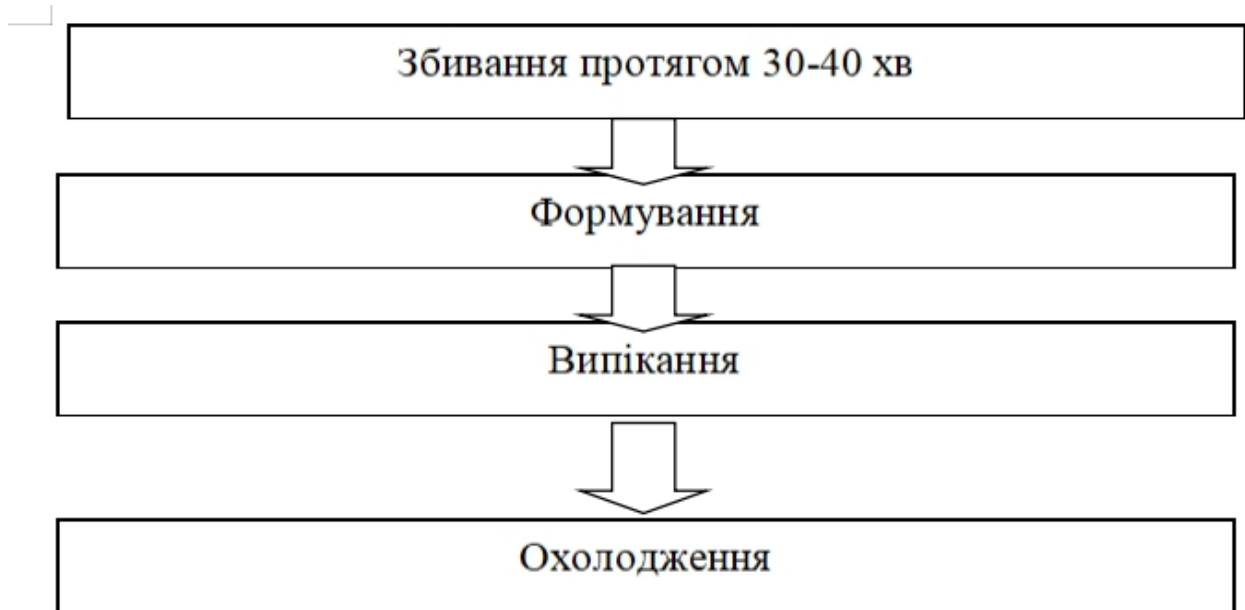 Збивання протягом 30-40 хв
Формування
Випікання
Охолодження